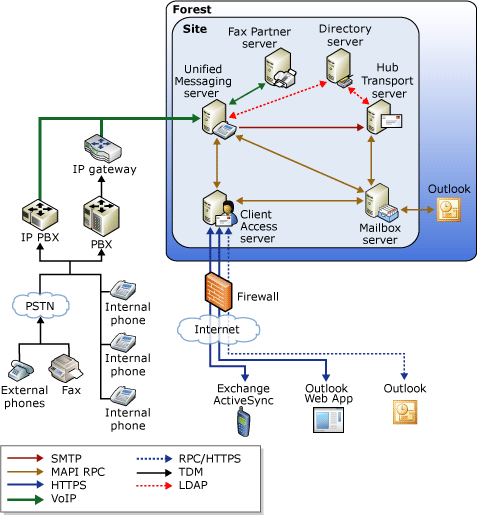 Forest
Site
Fax Partner
server
Directory
server
Unified
Messaging
server
Hub
Transport
server
IP gateway
IP PBX
PBX
Client
Access
server
Mailbox
server
Outlook
PSTN
Internal
phone
Internal
phone
Internal
phone
External
phones
Fax
Firewall
Internet
Exchange
ActiveSync
Outlook
Web App
Outlook
SMTP
MAPI RPC
HTTPS
VoIP
RPC/HTTPS
TDM
LDAP